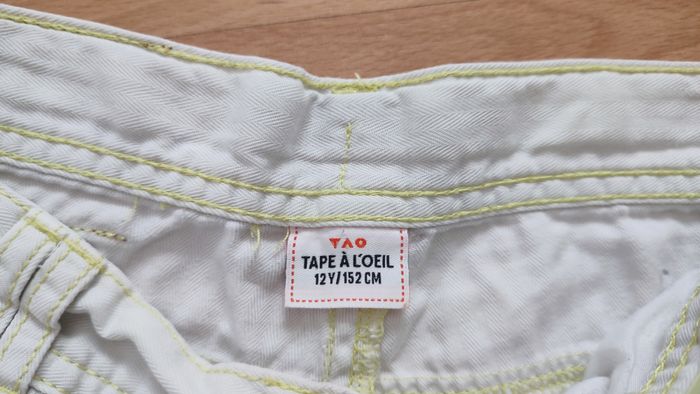 TAO
TAPE À L'OEIL
12Y/152 CM